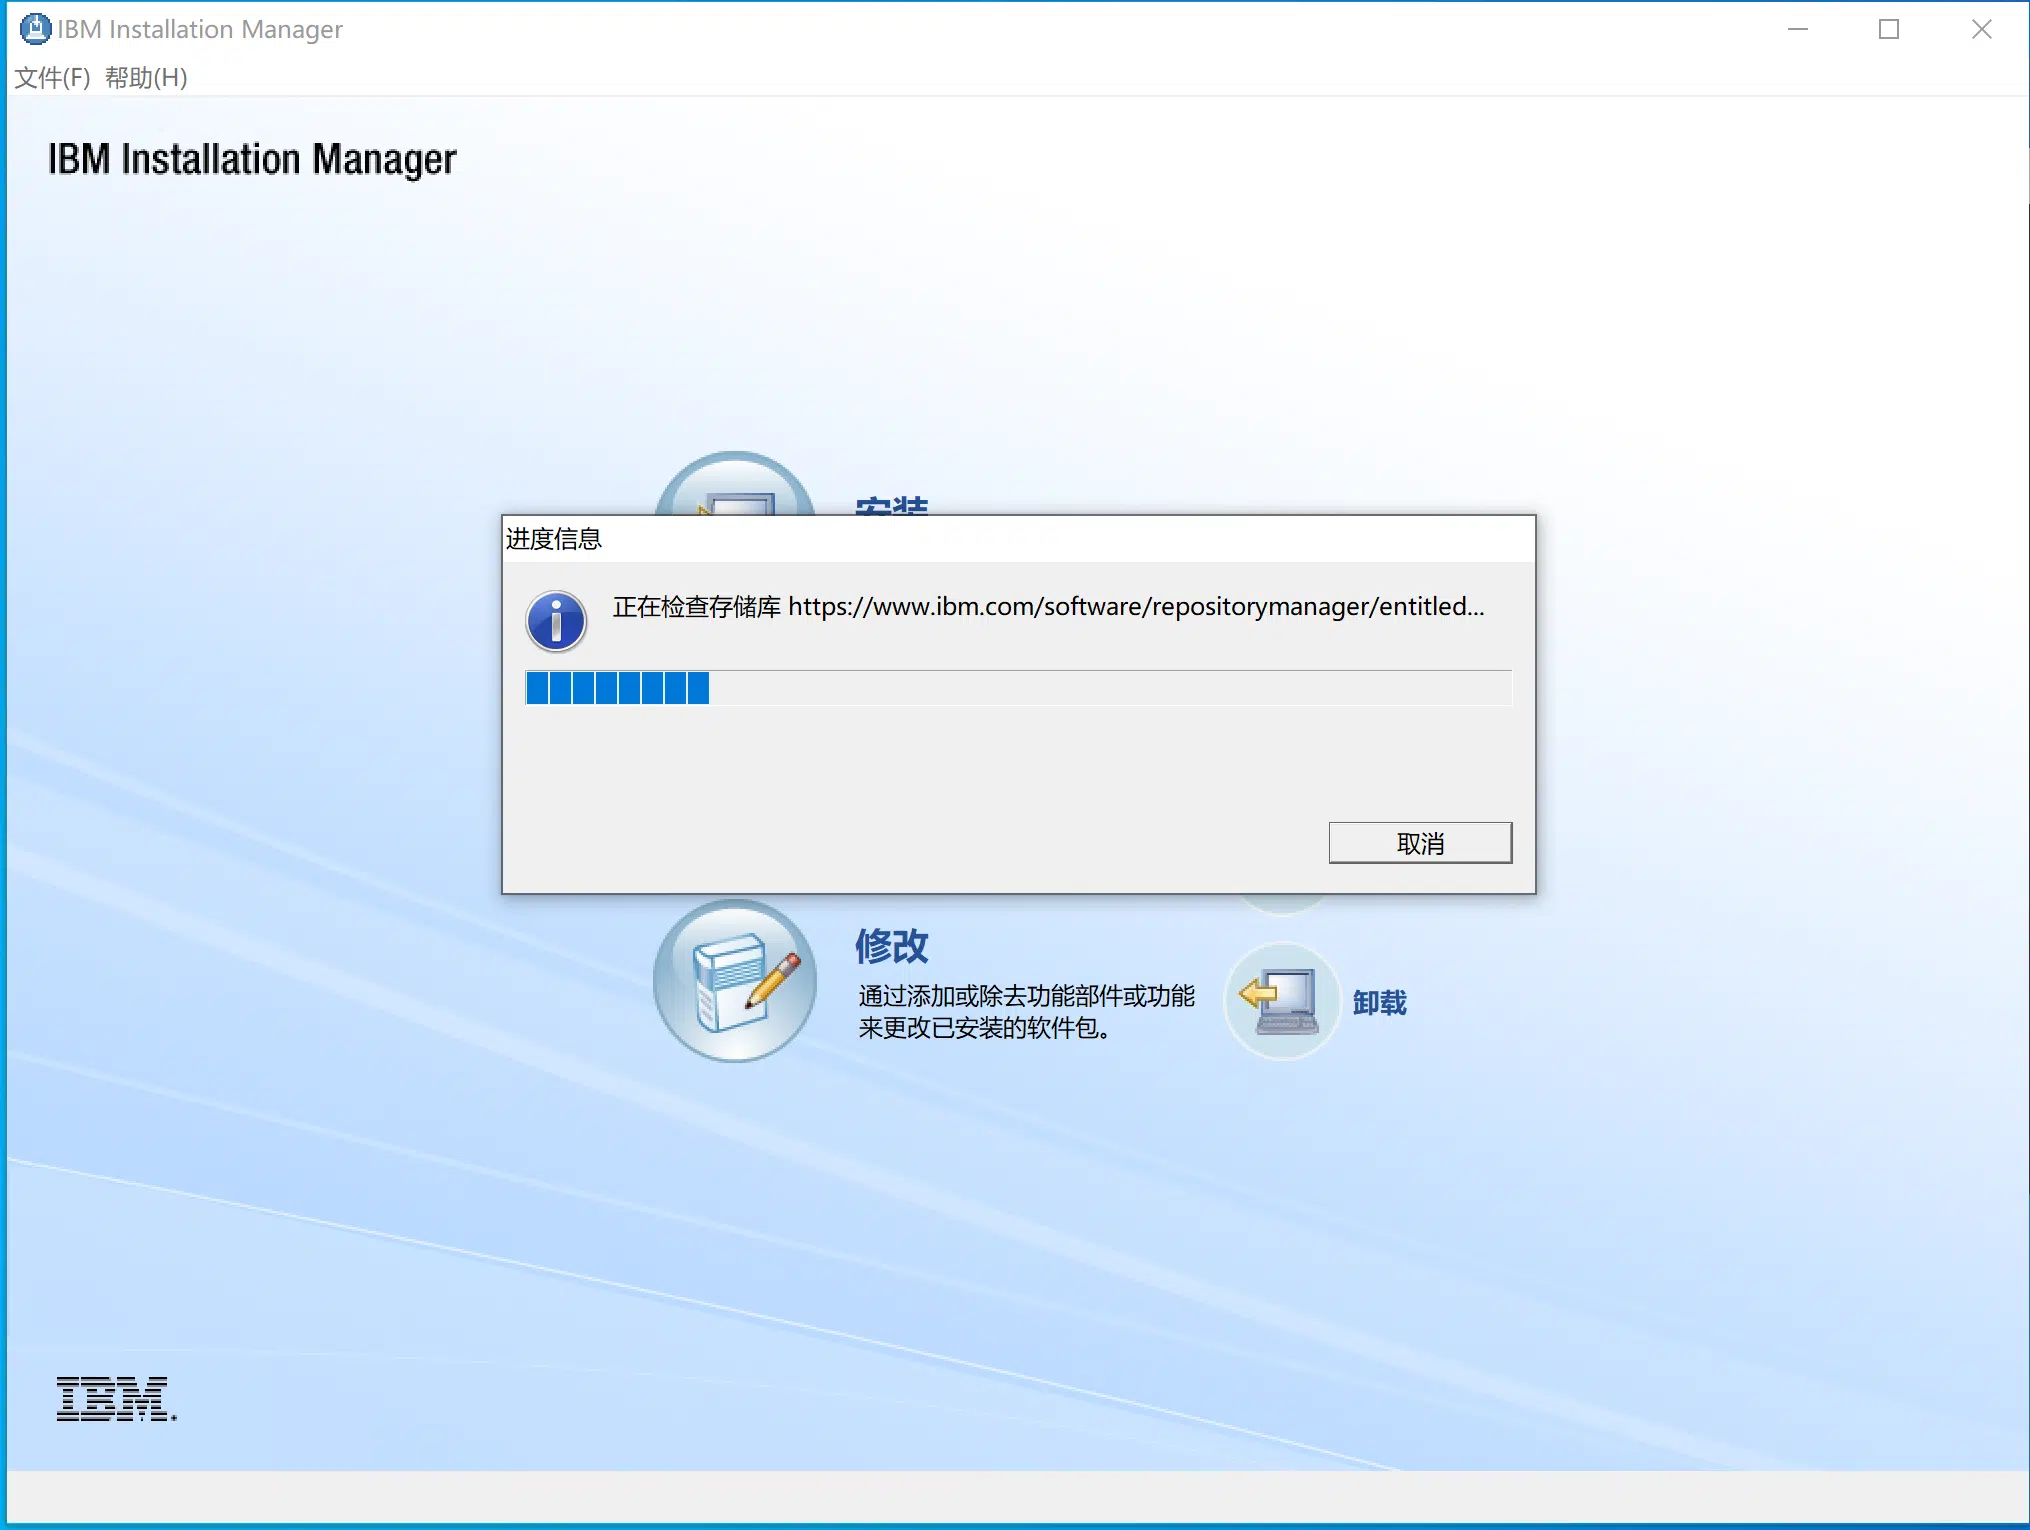 IBM Installation Manager
文件(F) 帮助(H)
IBM Installation Manager
安装
进度信息
正在检查存储库 https://www.ibm.com/software/repositorymanager/entitled...
取消
修改
通过添加或除去功能部件或功能
来更改已安装的软件包。
卸载
IBM.